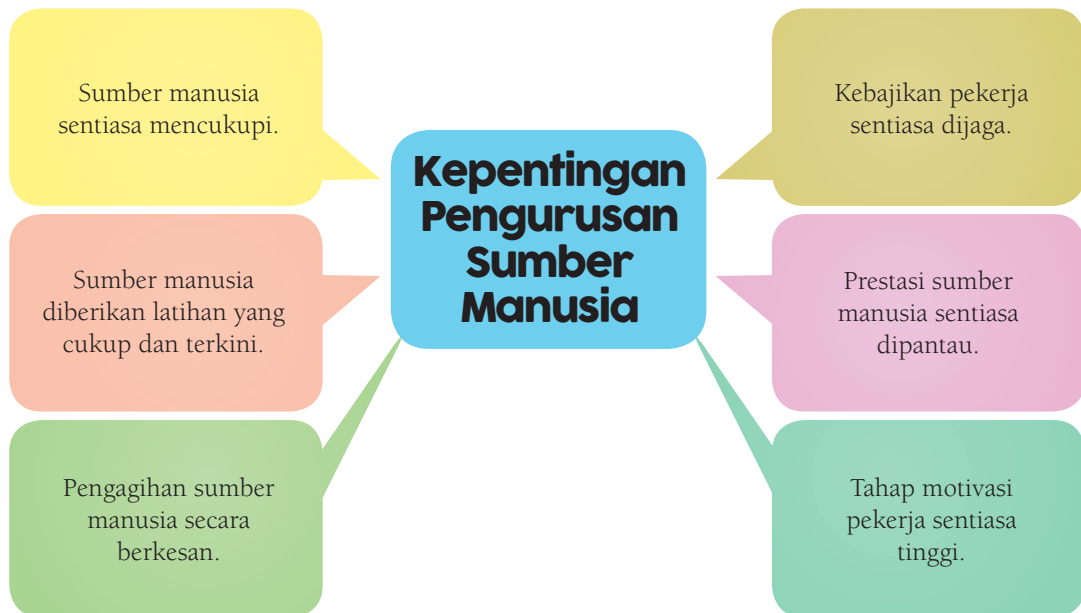 Sumber manusia
sentiasa mencukupi.
Sumber manusia
diberikan latihan yang
cukup dan terkini.
Pengagihan sumber
manusia secara
berkesan.
Kepentingan
Pengurusan
Sumber
Manusia
Kebajikan pekerja
sentiasa dijaga.
Prestasi sumber
manusia sentiasa
dipantau.
Tahap motivasi
pekerja sentiasa
tinggi.